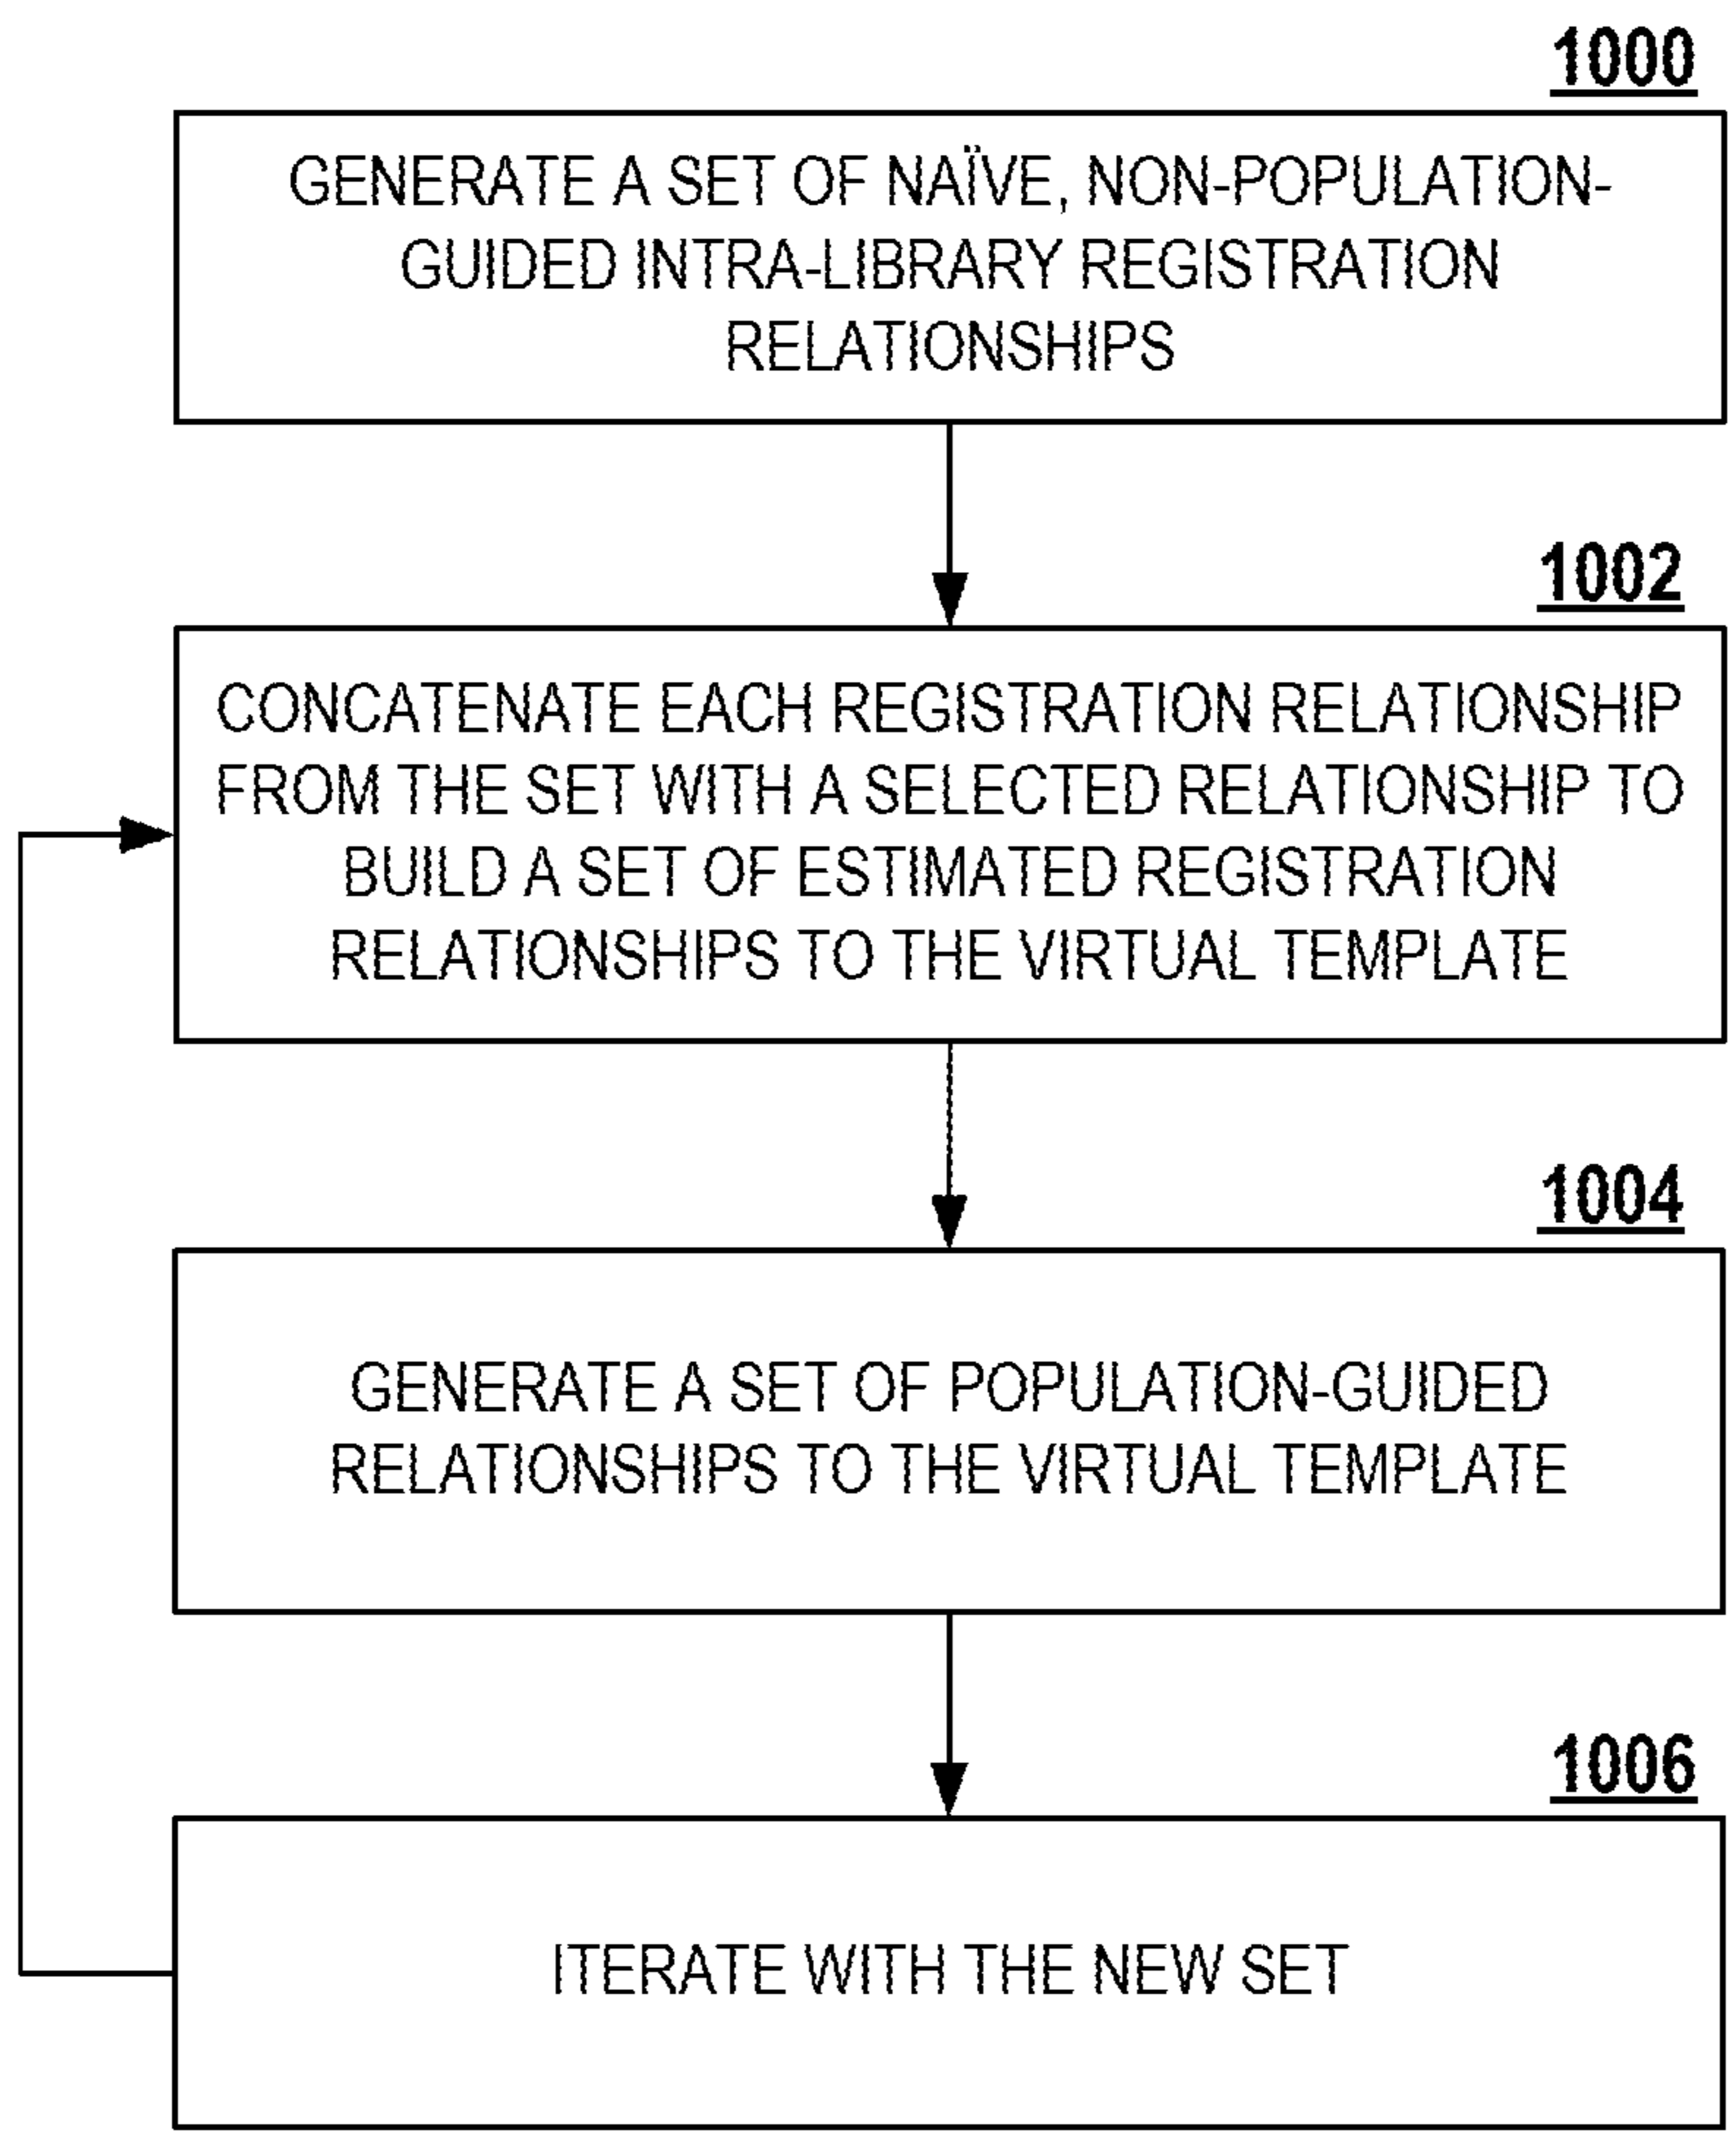 1000
GENERATE A SET OF NAÏVE, NON-POPULATION-
GUIDED INTRA-LIBRARY REGISTRATION
RELATIONSHIPS
1002
CONCATENATE EACH REGISTRATION RELATIONSHIP
FROM THE SET WITH A SELECTED RELATIONSHIP TO
BUILD A SET OF ESTIMATED REGISTRATION
RELATIONSHIPS TO THE VIRTUAL TEMPLATE
1004
GENERATE A SET OF POPULATION-GUIDED
RELATIONSHIPS TO THE VIRTUAL TEMPLATE
1006
ITERATE WITH THE NEW SET